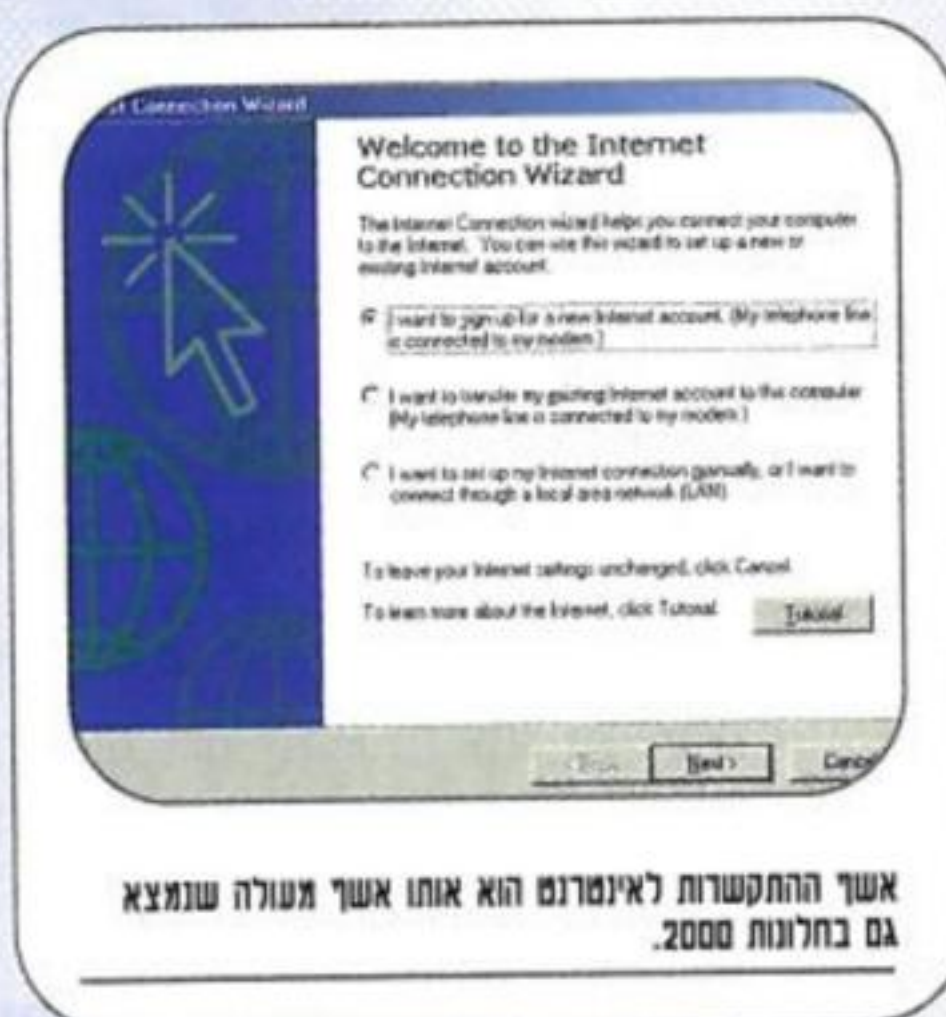 Connection Wizard
Welcome to the Internet
Connection Wizard
The Internet Connection wizard helps you connect your computer
to the Internet. You can use this wizard to set up a new or
existing Internet account.
I want to sign up for a new Internet account. (My telephone line
is connected to my modem.)
I want to transfer my existing Internet account to this computer
(My telephone line is connected to my modem.)
I want to set up my Internet connection manually, or I want to
connect through a local area network (LAN)
To leave your Internet settings unchanged, click Cancel
To learn more about the Internet, click Tutorial.
Tutorial
Next >
אשף ההתקשרות לאינטרנט הוא אותו אשף מעולה שנמצא
גם בחלונות 2000.